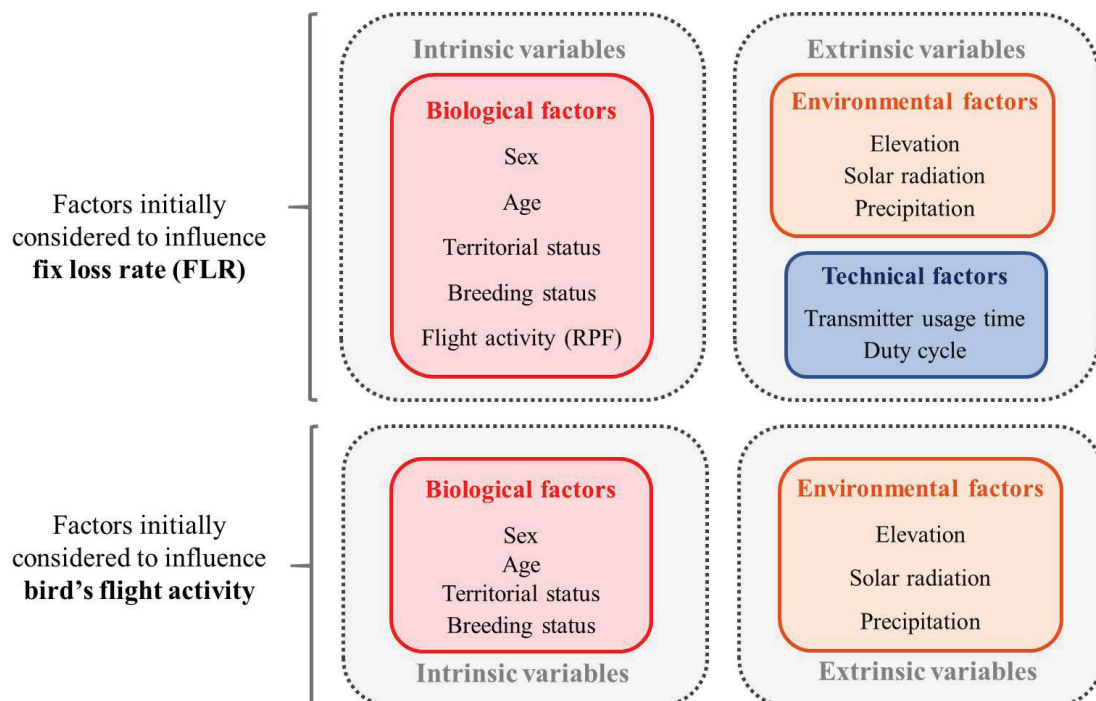 Factors initially
considered to influence
fix loss rate (FLR)
Intrinsic variables
Biological factors
Sex
Age
Territorial status
Breeding status
Flight activity (RPF)
Extrinsic variables
Environmental factors
Elevation
Solar radiation
Precipitation
Technical factors
Transmitter usage time
Duty cycle
Factors initially
considered to influence
bird’s flight activity
Biological factors
Sex
Age
Territorial status
Breeding status
Intrinsic variables
Environmental factors
Elevation
Solar radiation
Precipitation
Extrinsic variables